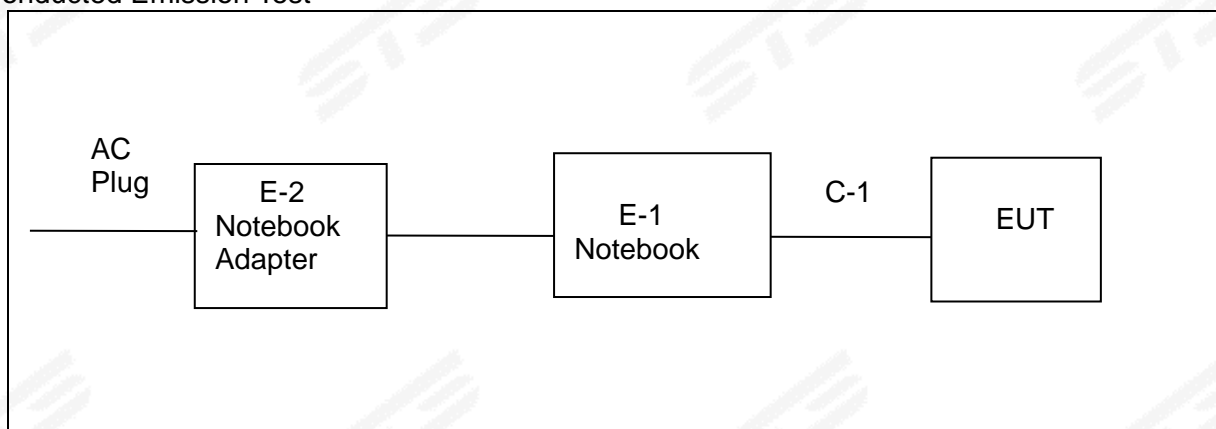 onducted Emission Test
AC
Plug
E-2
Notebook
Adapter
E-1
Notebook
C-1
EUT